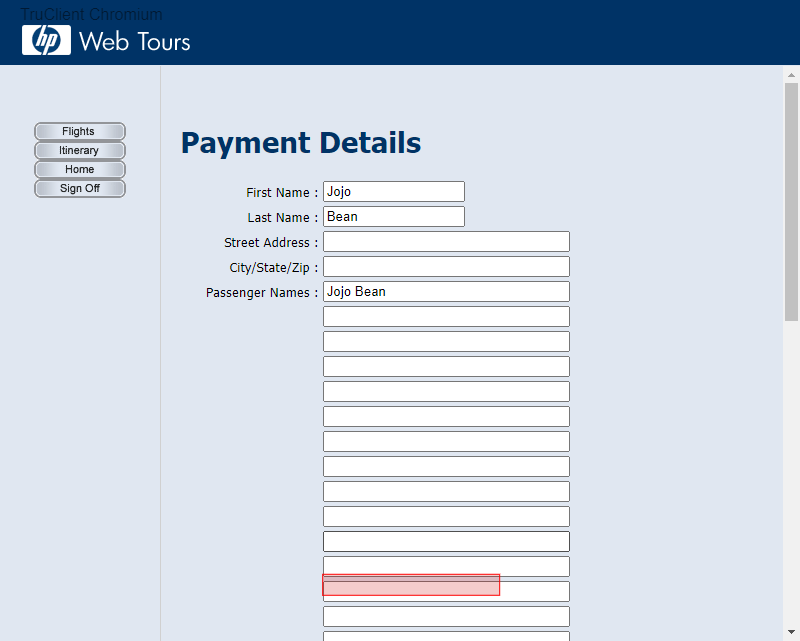 TruClient Chromium
hp Web Tours
Flights
Itinerary
Home
Sign Off
Payment Details
First Name : Jojo
Last Name : Bean
Street Address :
City/State/Zip :
Passenger Names : Jojo Bean